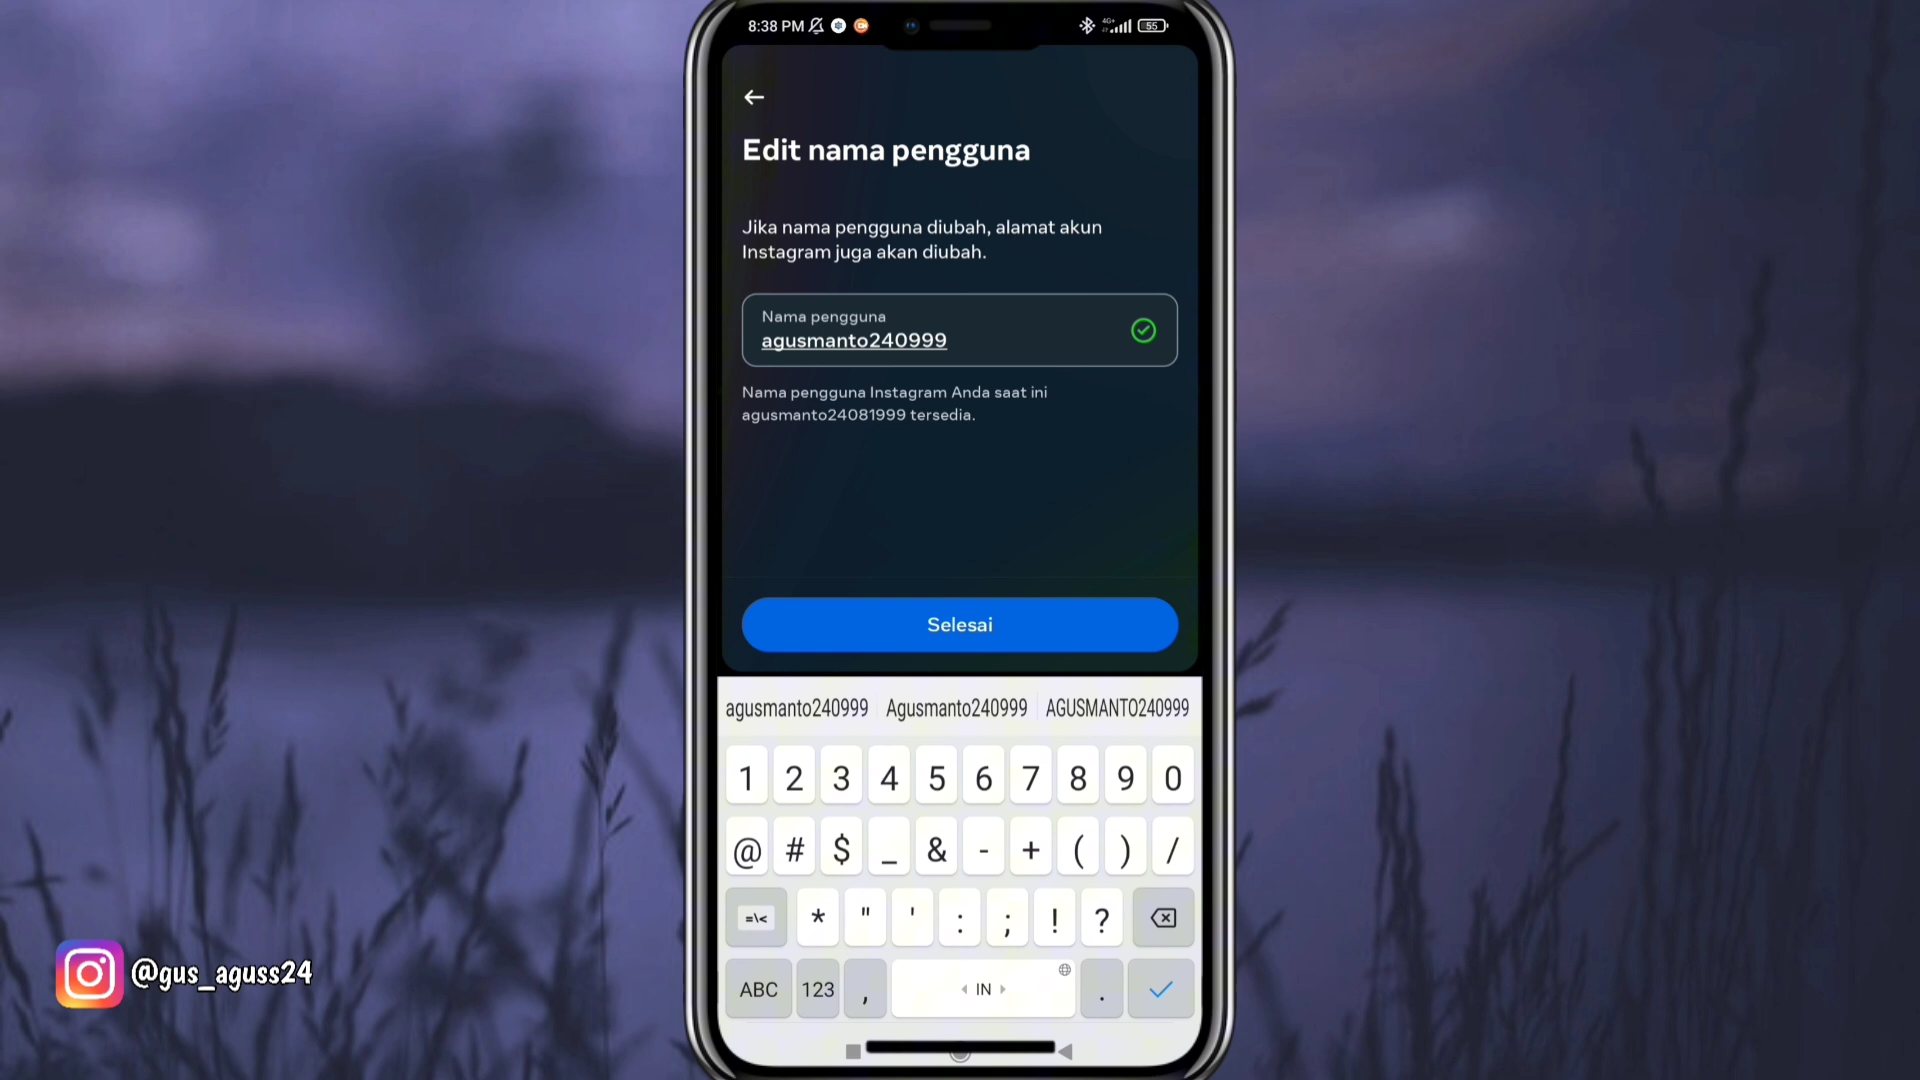 8:38 PM
4G+
55
Edit nama pengguna
Jika nama pengguna diubah, alamat akun
Instagram juga akan diubah.
Nama pengguna
agusmanto240999
Nama pengguna Instagram Anda saat ini
agusmanto24081999 tersedia.
Selesai
agusmanto240999 Agusmanto240999 AGUSMANTO240999
1 2 3 4 5 6 7 8 9 0
@ # $ _ & - + ( ) /
=\< * " ' : ; ! ?
ABC 123 , IN .
@gus_aguss24